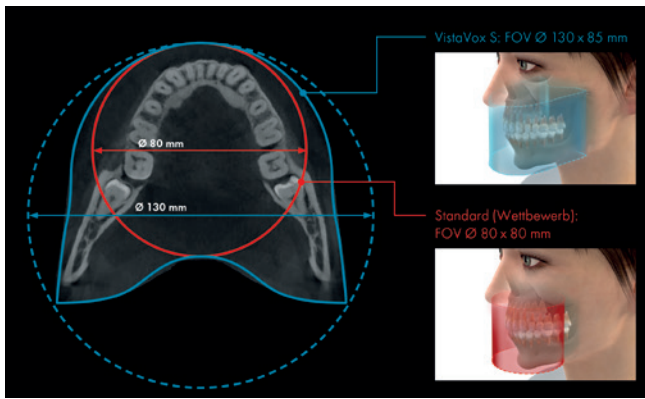 VistaVox S: FOV Ø 130 x 85 mm
Ø 80 mm
Ø 130 mm
Standard (Wettbewerb):
FOV Ø 80 x 80 mm